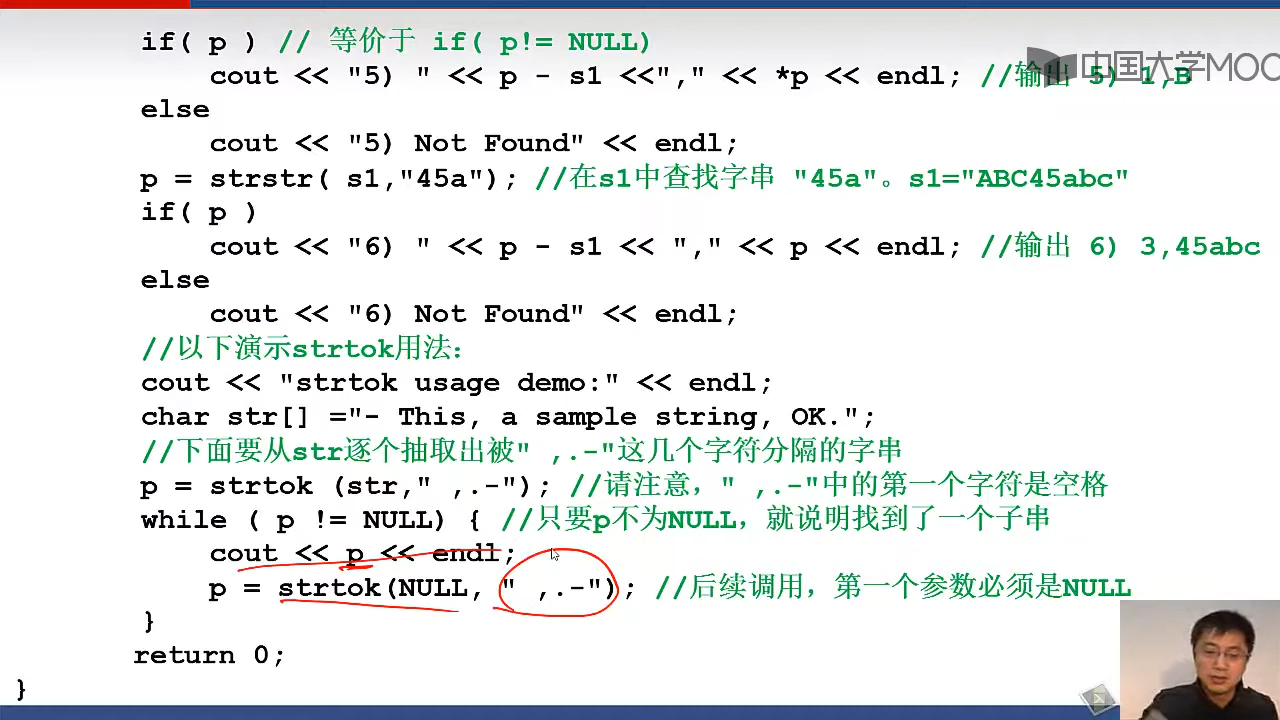 if( p ) // 等价于 if( p!= NULL)
中国大学MOO
cout << "5) " << p - s1 <<"," << *p << endl; //输出 5) 1,B
else
cout << "5) Not Found" << endl;
p = strstr( s1,"45a"); //在s1中查找字串 "45a"。s1="ABC45abc"
if( p )
cout << "6) " << p - s1 << "," << p << endl; //输出 6) 3,45abc
else
cout << "6) Not Found" << endl;
//以下演示strtok用法:
cout << "strtok usage demo:" << endl;
char str[] ="- This, a sample string, OK.";
//下面要从str逐个抽取出被" ,.-"这几个字符分隔的字串
p = strtok (str," ,.-"); //请注意，" ,.-"中的第一个字符是空格
while ( p != NULL) { //只要p不为NULL，就说明找到了一个子串
cout << p << endl;
p = strtok(NULL, " ,.-"); //后续调用，第一个参数必须是NULL
}
return 0;
}